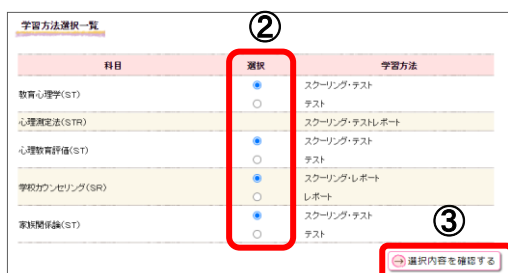 学習方法選択一覧
②
科目 選択 学習方法
教育心理学(ST) スクーリング・テスト
テスト
心理測定法(STR) スクーリング・テストレポート
心理教育評価(ST) スクーリング・テスト
テスト
学校カウンセリング(SR) スクーリング・レポート
レポート
家族関係論(ST) スクーリング・テスト
テスト
③
選択内容を確認する